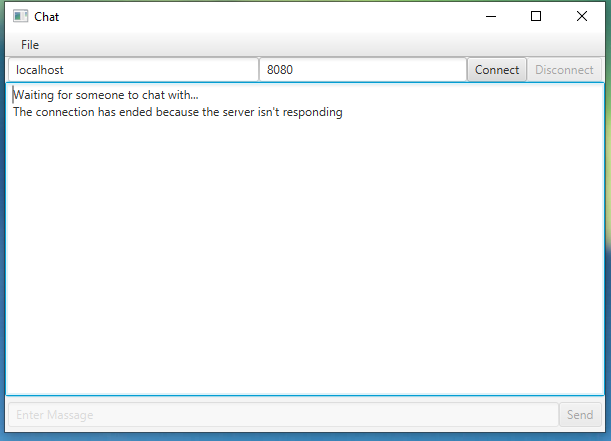 Chat
File
localhost 8080 Connect Disconnect
Waiting for someone to chat with...
The connection has ended because the server isn't responding
Enter Message Send